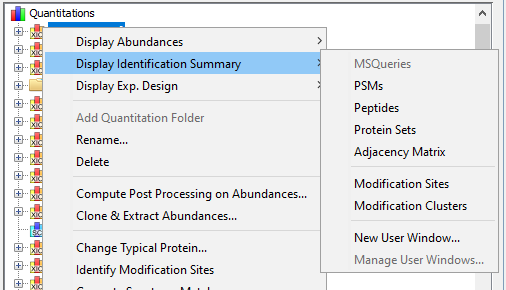 Quantitations
Display Abundances
Display Identification Summary
Display Exp. Design
Add Quantitation Folder
Rename...
Delete
Compute Post Processing on Abundances...
Clone & Extract Abundances...
Change Typical Protein...
Identify Modification Sites
MSQueries
PSMs
Peptides
Protein Sets
Adjacency Matrix
Modification Sites
Modification Clusters
New User Window...
Manage User Windows...